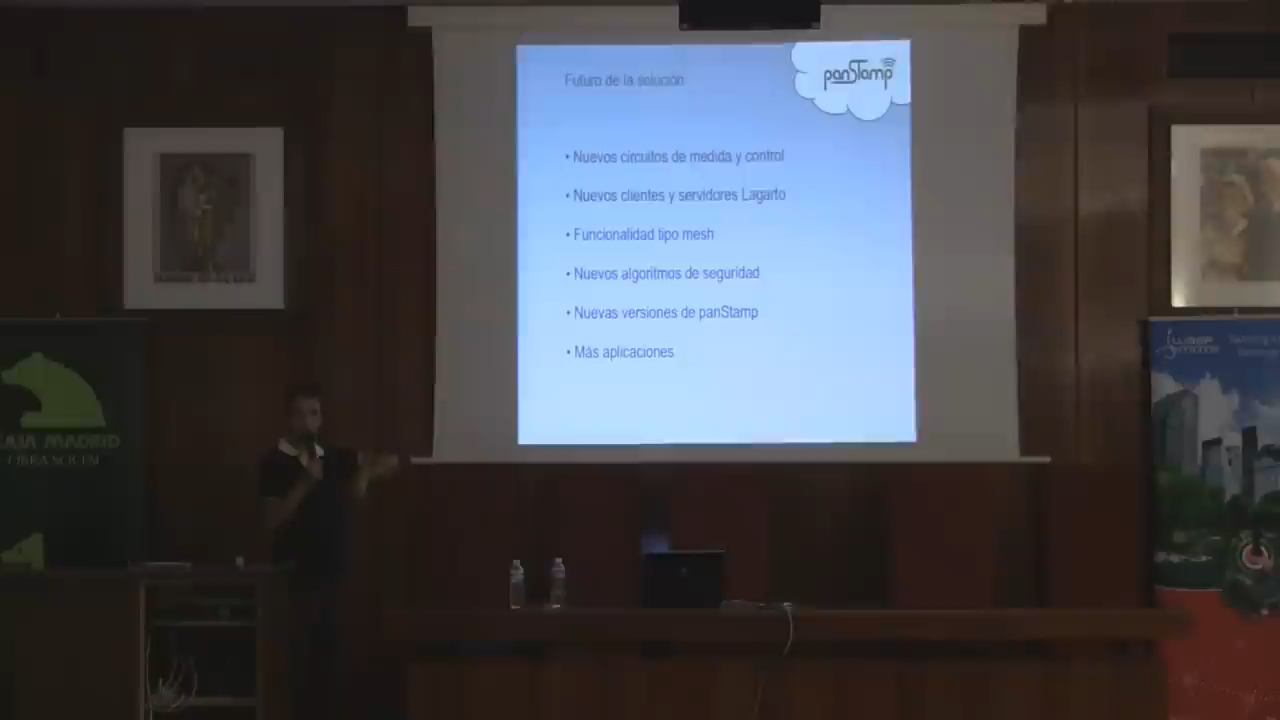 Futuro de la solución
panStamp
• Nuevos circuitos de medida y control
• Nuevos clientes y servidores Lagarto
• Funcionalidad tipo mesh
• Nuevos algoritmos de seguridad
• Nuevas versiones de panStamp
• Más aplicaciones
CAJA MADRID
OBRA SOCIAL